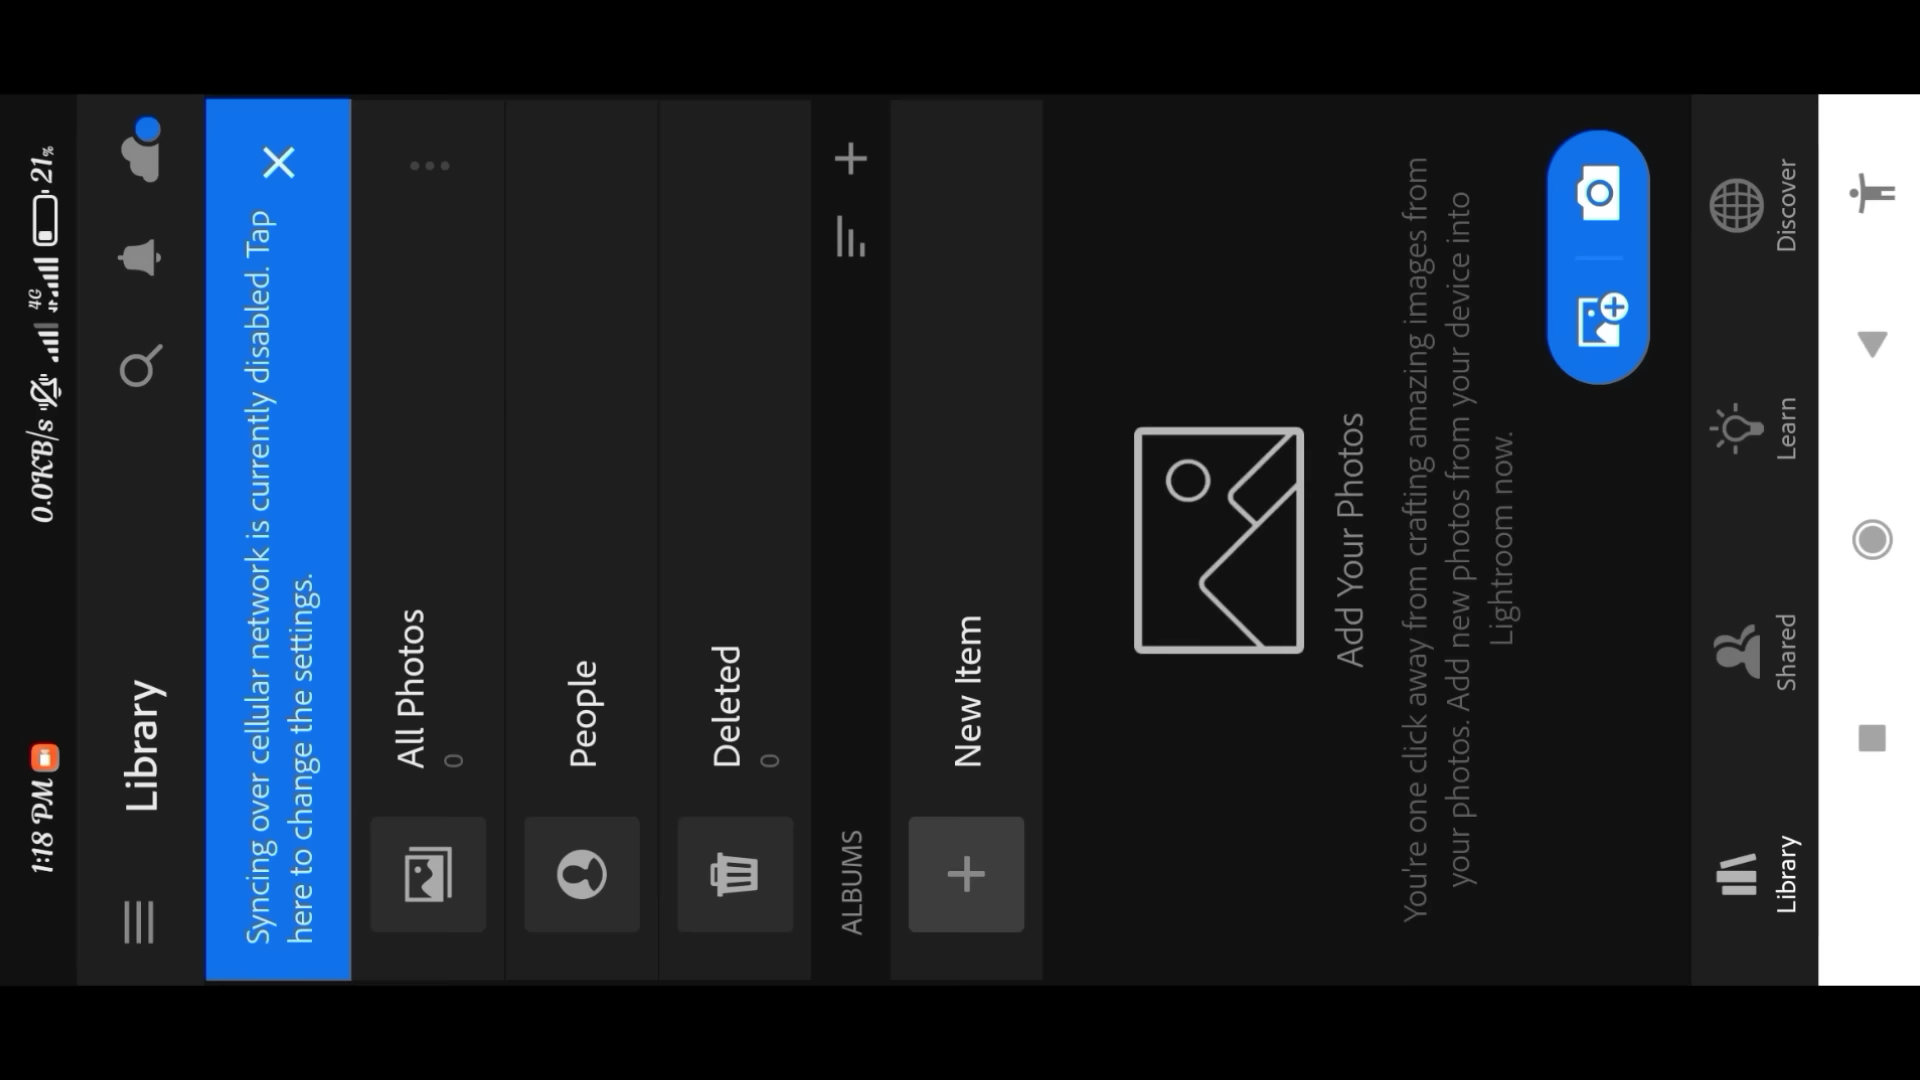 1:18 PM 0.0KB/s 4G 21%
Library
Syncing over cellular network is currently disabled. Tap
here to change the settings.
All Photos
0
People
Deleted
0
ALBUMS
New Item
Add Your Photos
You're one click away from crafting amazing images from
your photos. Add new photos from your device into
Lightroom now.
Library Shared Learn Discover